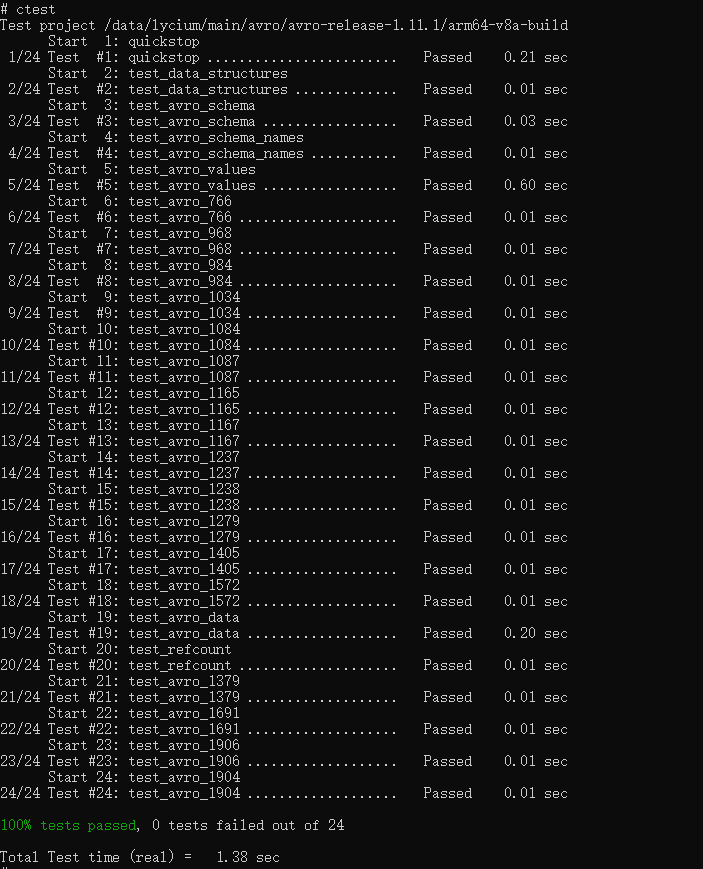 # ctest
Test project /data/lycium/main/avro/avro-release-1.11.1/arm64-v8a-build
      Start  1: quickstop
 1/24 Test  #1: quickstop ........................   Passed    0.21 sec
      Start  2: test_data_structures
 2/24 Test  #2: test_data_structures .............   Passed    0.01 sec
      Start  3: test_avro_schema
 3/24 Test  #3: test_avro_schema .................   Passed    0.03 sec
      Start  4: test_avro_schema_names
 4/24 Test  #4: test_avro_schema_names ...........   Passed    0.01 sec
      Start  5: test_avro_values
 5/24 Test  #5: test_avro_values .................   Passed    0.60 sec
      Start  6: test_avro_766
 6/24 Test  #6: test_avro_766 ....................   Passed    0.01 sec
      Start  7: test_avro_968
 7/24 Test  #7: test_avro_968 ....................   Passed    0.01 sec
      Start  8: test_avro_984
 8/24 Test  #8: test_avro_984 ....................   Passed    0.01 sec
      Start  9: test_avro_1034
 9/24 Test  #9: test_avro_1034 ...................   Passed    0.01 sec
      Start 10: test_avro_1084
10/24 Test #10: test_avro_1084 ...................   Passed    0.01 sec
      Start 11: test_avro_1087
11/24 Test #11: test_avro_1087 ...................   Passed    0.01 sec
      Start 12: test_avro_1165
12/24 Test #12: test_avro_1165 ...................   Passed    0.01 sec
      Start 13: test_avro_1167
13/24 Test #13: test_avro_1167 ...................   Passed    0.01 sec
      Start 14: test_avro_1237
14/24 Test #14: test_avro_1237 ...................   Passed    0.01 sec
      Start 15: test_avro_1238
15/24 Test #15: test_avro_1238 ...................   Passed    0.01 sec
      Start 16: test_avro_1279
16/24 Test #16: test_avro_1279 ...................   Passed    0.01 sec
      Start 17: test_avro_1405
17/24 Test #17: test_avro_1405 ...................   Passed    0.01 sec
      Start 18: test_avro_1572
18/24 Test #18: test_avro_1572 ...................   Passed    0.01 sec
      Start 19: test_avro_data
19/24 Test #19: test_avro_data ...................   Passed    0.20 sec
      Start 20: test_refcount
20/24 Test #20: test_refcount ....................   Passed    0.01 sec
      Start 21: test_avro_1379
21/24 Test #21: test_avro_1379 ...................   Passed    0.01 sec
      Start 22: test_avro_1691
22/24 Test #22: test_avro_1691 ...................   Passed    0.01 sec
      Start 23: test_avro_1906
23/24 Test #23: test_avro_1906 ...................   Passed    0.01 sec
      Start 24: test_avro_1904
24/24 Test #24: test_avro_1904 ...................   Passed    0.01 sec

100% tests passed, 0 tests failed out of 24

Total Test time (real) =   1.38 sec
#